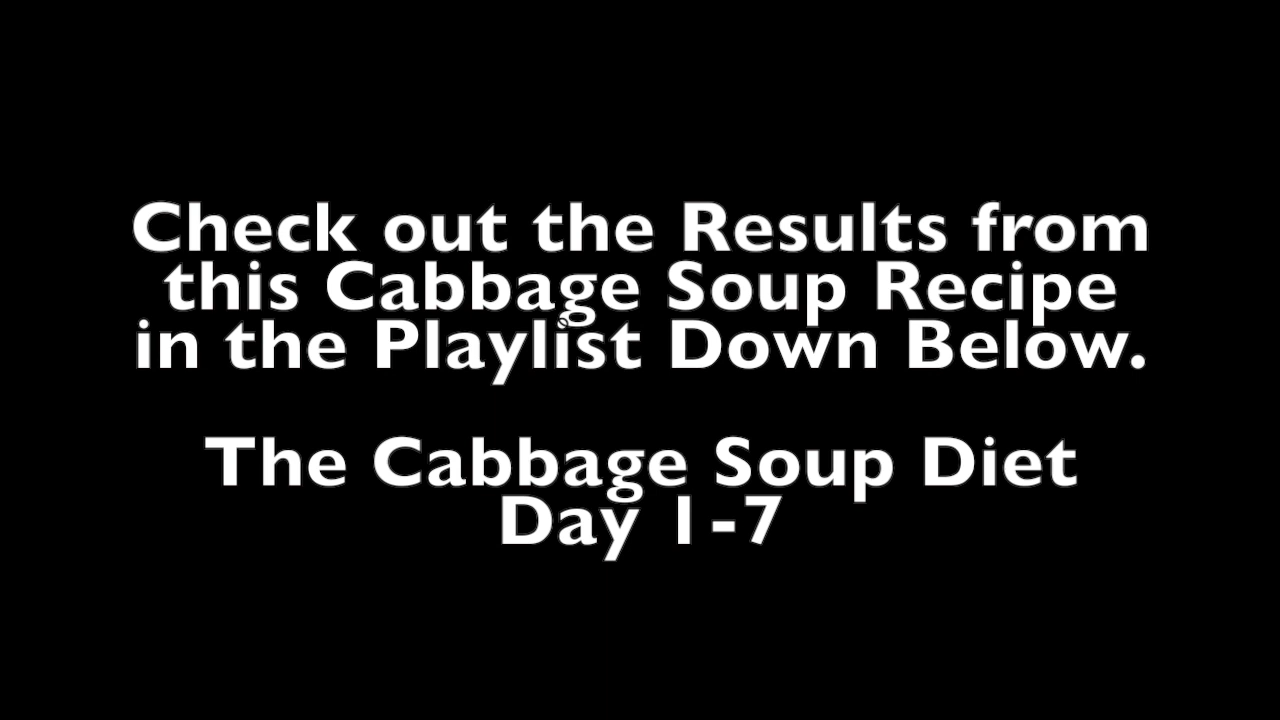 Check out the Results from
this Cabbage Soup Recipe
in the Playlist Down Below.
The Cabbage Soup Diet
Day 1-7